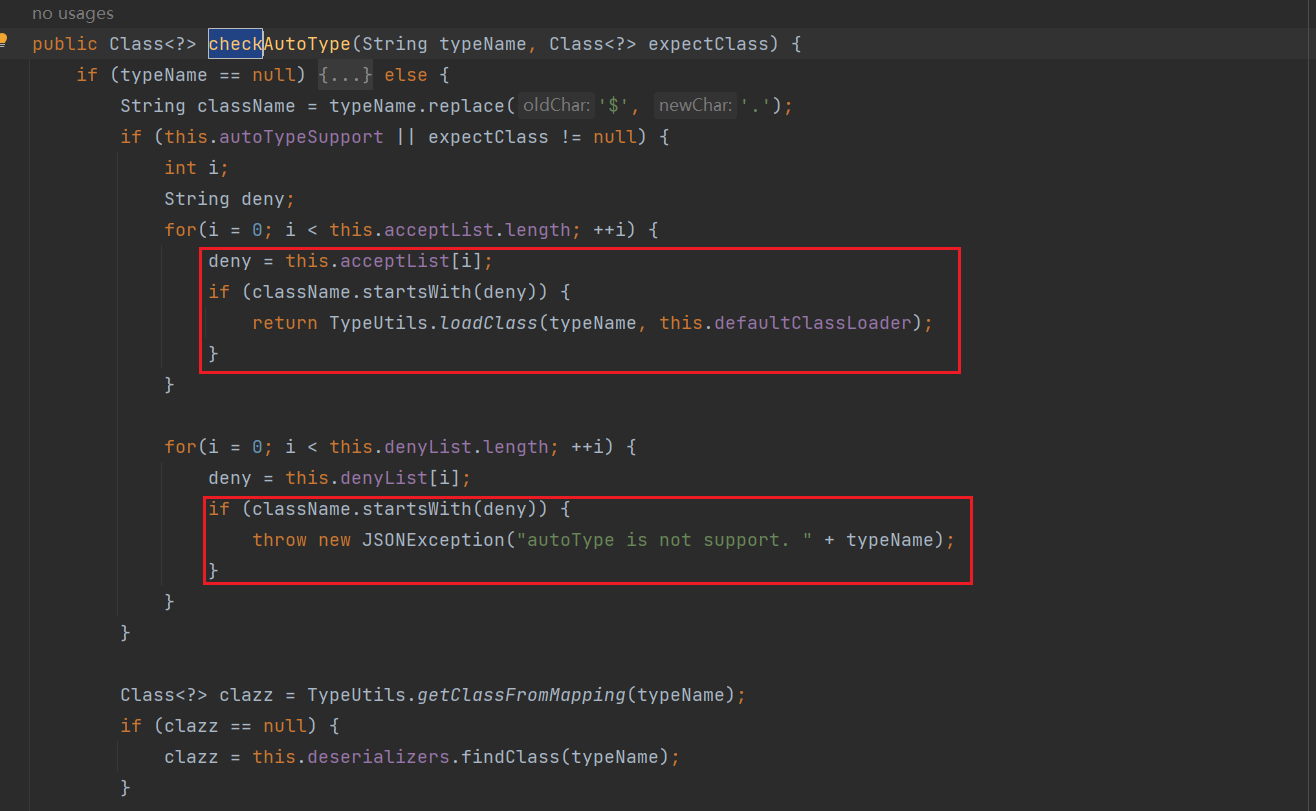 no usages
public Class<?> checkAutoType(String typeName, Class<?> expectClass) {
if (typeName == null) {...} else {
String className = typeName.replace( oldChar: '$', newChar: '.');
if (this.autoTypeSupport || expectClass != null) {
int i;
String deny;
for(i = 0; i < this.acceptList.length; ++i) {
deny = this.acceptList[i];
if (className.startsWith(deny)) {
return TypeUtils.loadClass(typeName, this.defaultClassLoader);
}
}
for(i = 0; i < this.denyList.length; ++i) {
deny = this.denyList[i];
if (className.startsWith(deny)) {
throw new JSONException("autoType is not support. " + typeName);
}
}
}
Class<?> clazz = TypeUtils.getClassFromMapping(typeName);
if (clazz == null) {
clazz = this.deserializers.findClass(typeName);
}